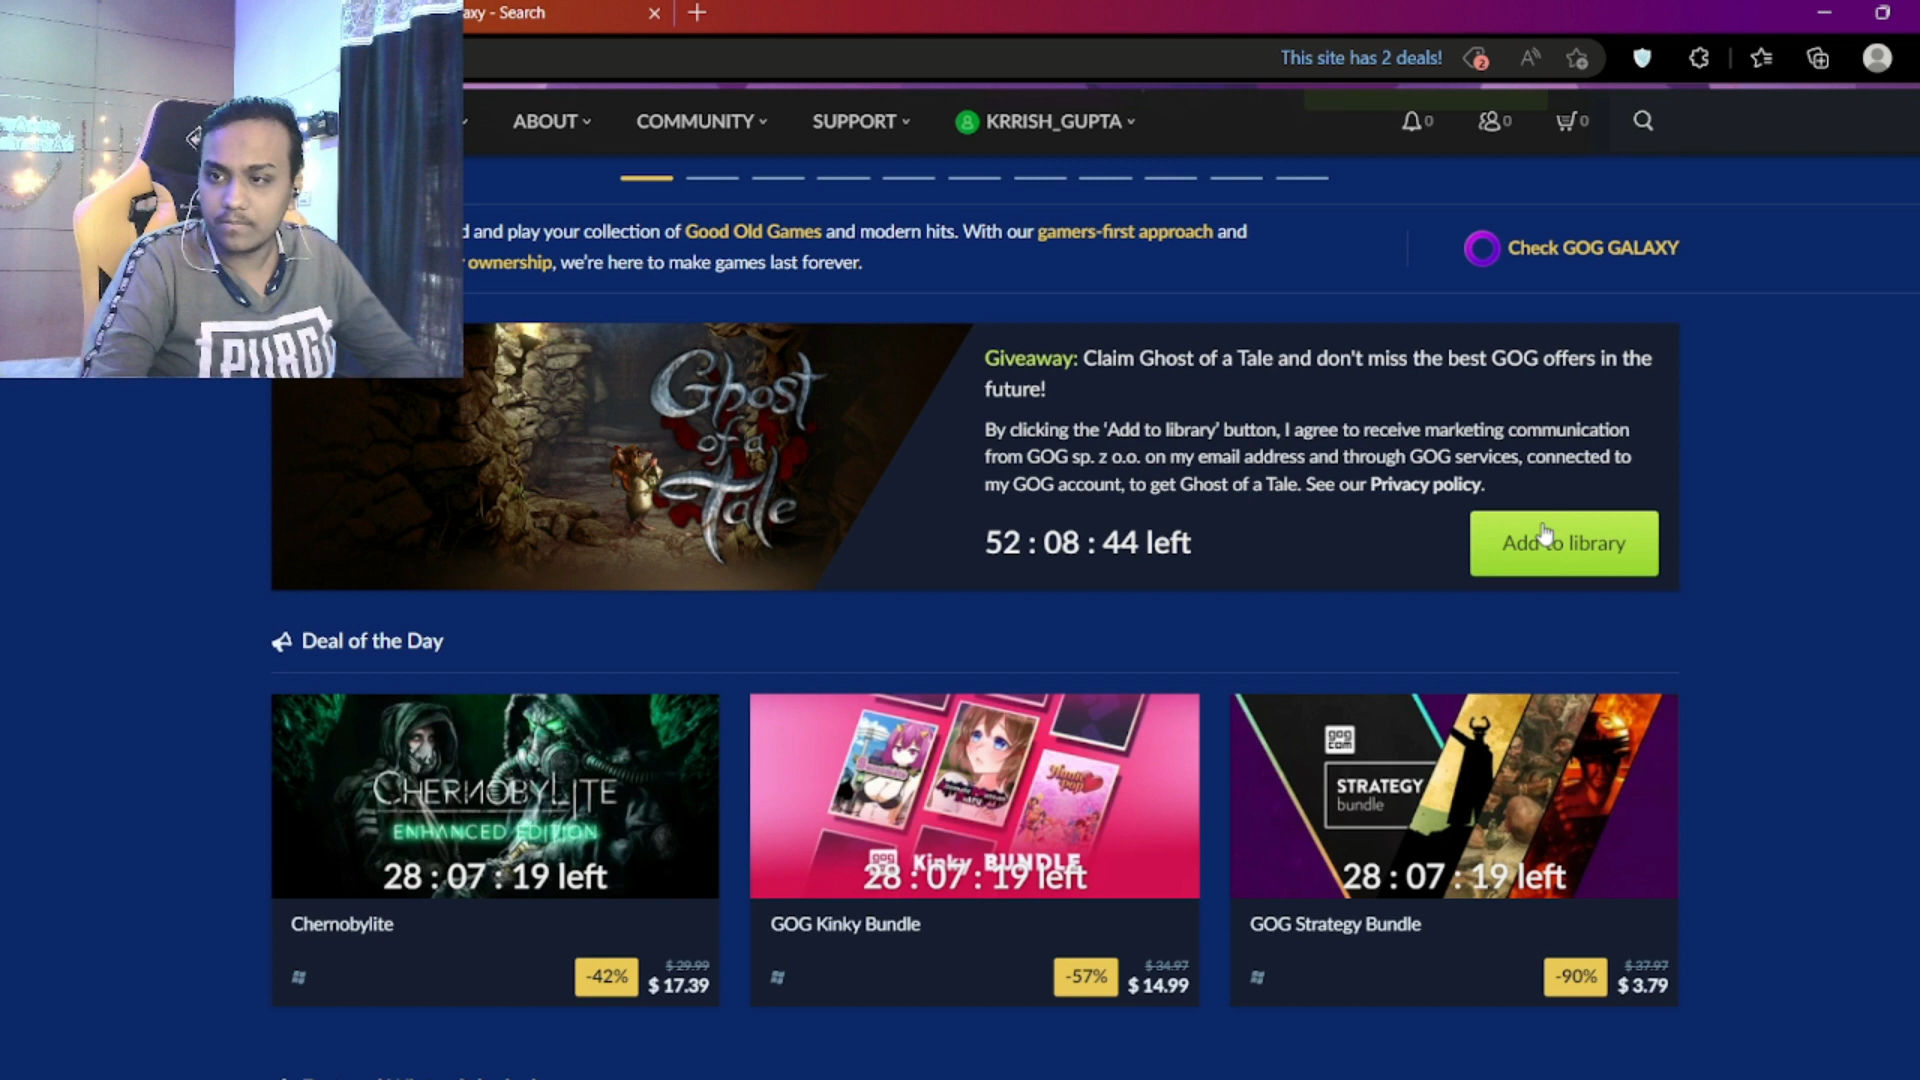 axy - Search
This site has 2 deals!
2
ABOUT
COMMUNITY
SUPPORT
KRRISH_GUPTA
0
0
0
d and play your collection of Good Old Games and modern hits. With our gamers-first approach and
ownership, we're here to make games last forever.
Check GOG GALAXY
PUBG
Ghost
of a
Tale
Giveaway: Claim Ghost of a Tale and don't miss the best GOG offers in the
future!
By clicking the 'Add to library' button, I agree to receive marketing communication
from GOG sp. z o.o. on my email address and through GOG services, connected to
my GOG account, to get Ghost of a Tale. See our Privacy policy.
52 : 08 : 44 left
Add to library
Deal of the Day
CHERNOBYLITE
ENHANCED EDITION
28 : 07 : 19 left
GOG Kinky BUNDLE
28 : 07 : 19 left
GOG COM
STRATEGY
bundle
28 : 07 : 19 left
Chernobylite
-42%
$ 29.99
$ 17.39
GOG Kinky Bundle
-57%
$ 34.97
$ 14.99
GOG Strategy Bundle
-90%
$ 37.97
$ 3.79